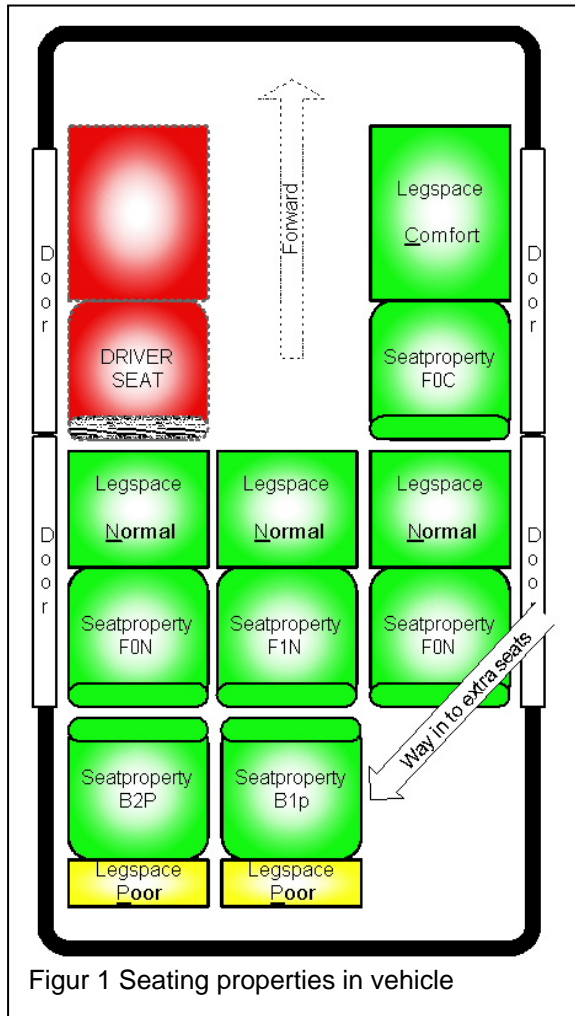 Forward
Legspace
Comfort
Door
Door
DRIVER
SEAT
Seatproperty
F0C
Legspace
Normal
Legspace
Normal
Legspace
Normal
Door
Door
Seatproperty
F0N
Seatproperty
F1N
Seatproperty
F0N
Way in to extra seats
Seatproperty
B2P
Seatproperty
B1p
Legspace
Poor
Legspace
Poor
Figur 1 Seating properties in vehicle